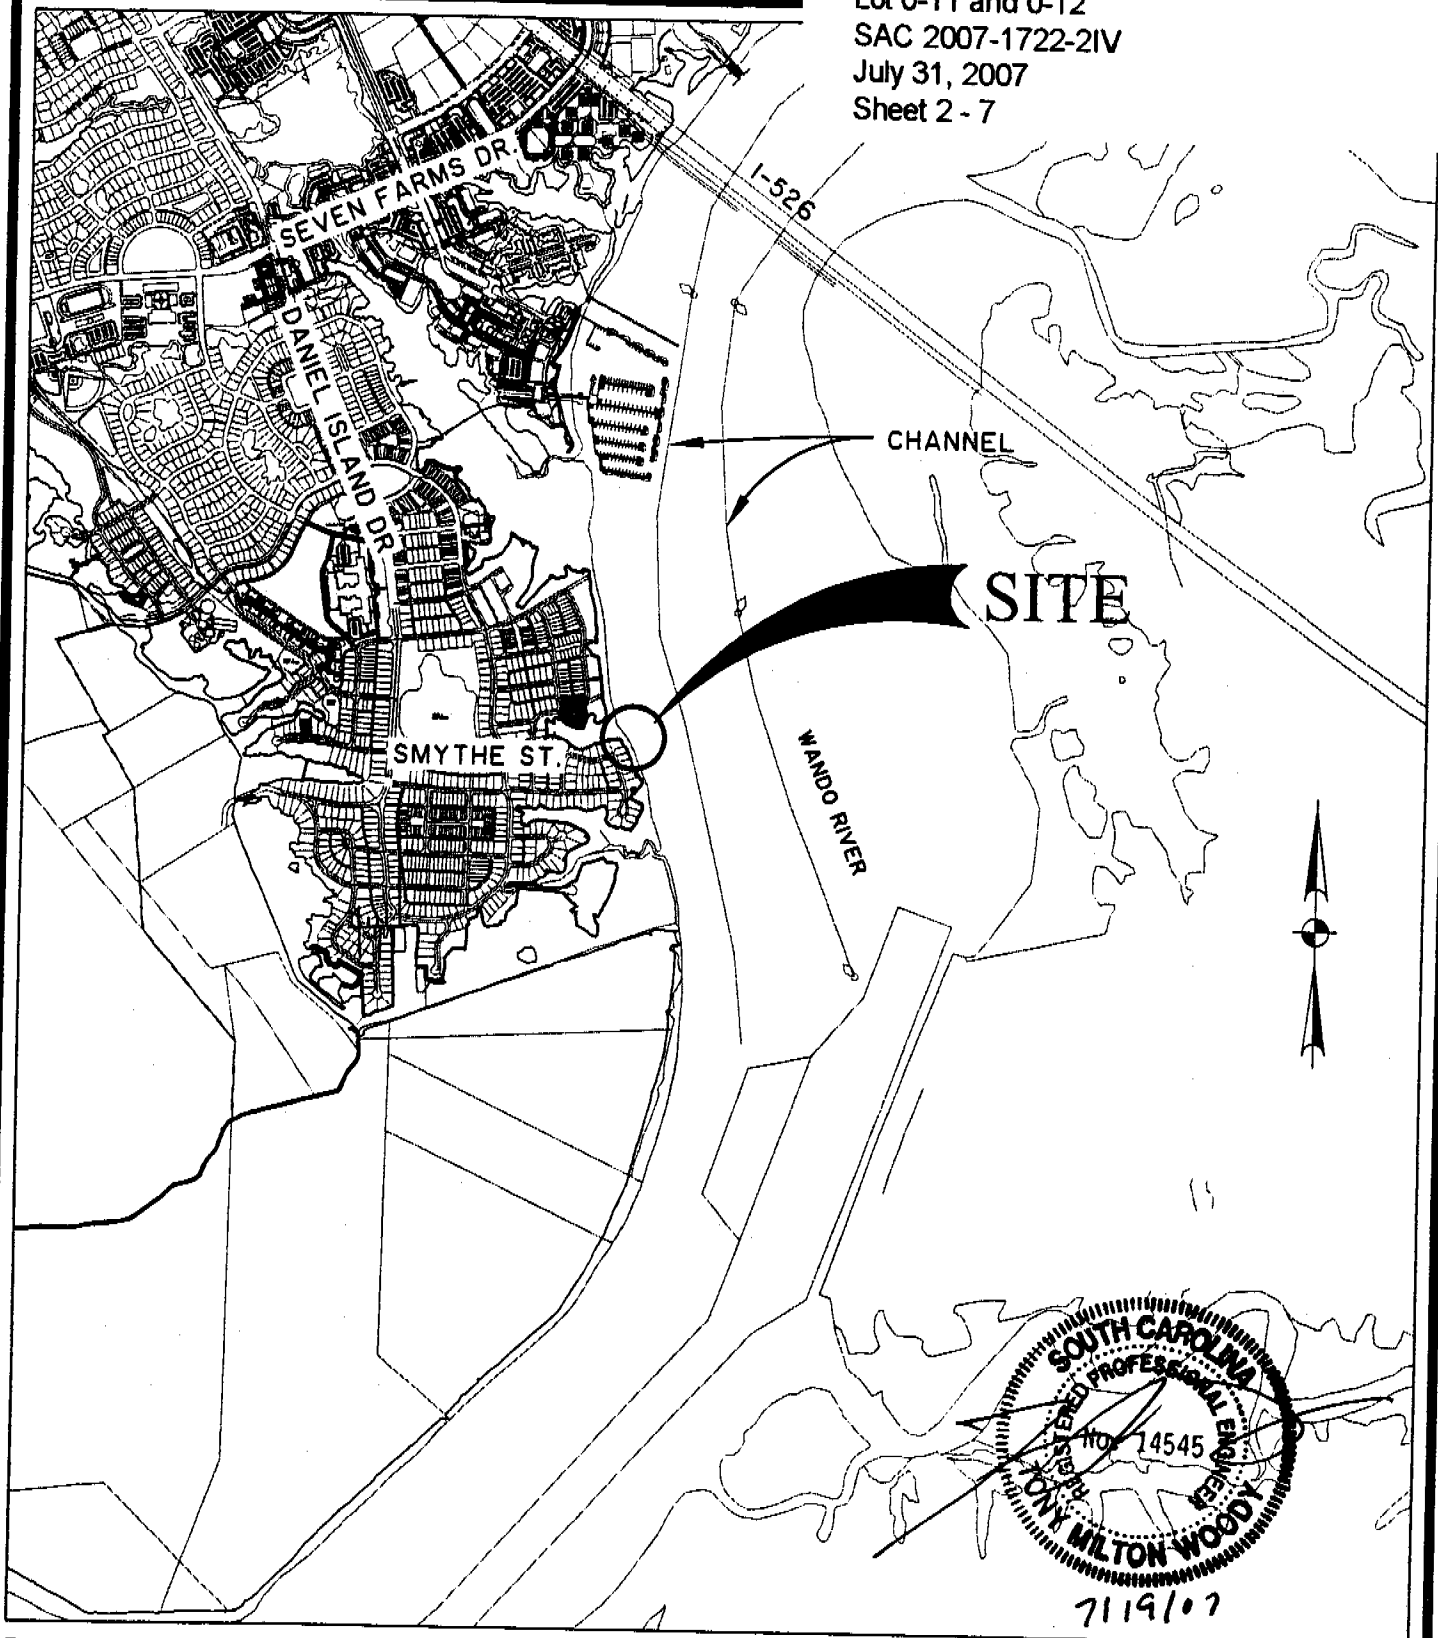 Lot 0-11 and 0-12
SAC 2007-1722-2IV
July 31, 2007
Sheet 2 - 7
I-526
SEVEN FARMS DR.
DANIEL ISLAND DR
CHANNEL
SITE
SMYTHE ST.
WANDO RIVER
SOUTH CAROLINA
REGISTERED PROFESSIONAL ENGINEER
No. 14545
TONY MILTON WOODY
7/19/07